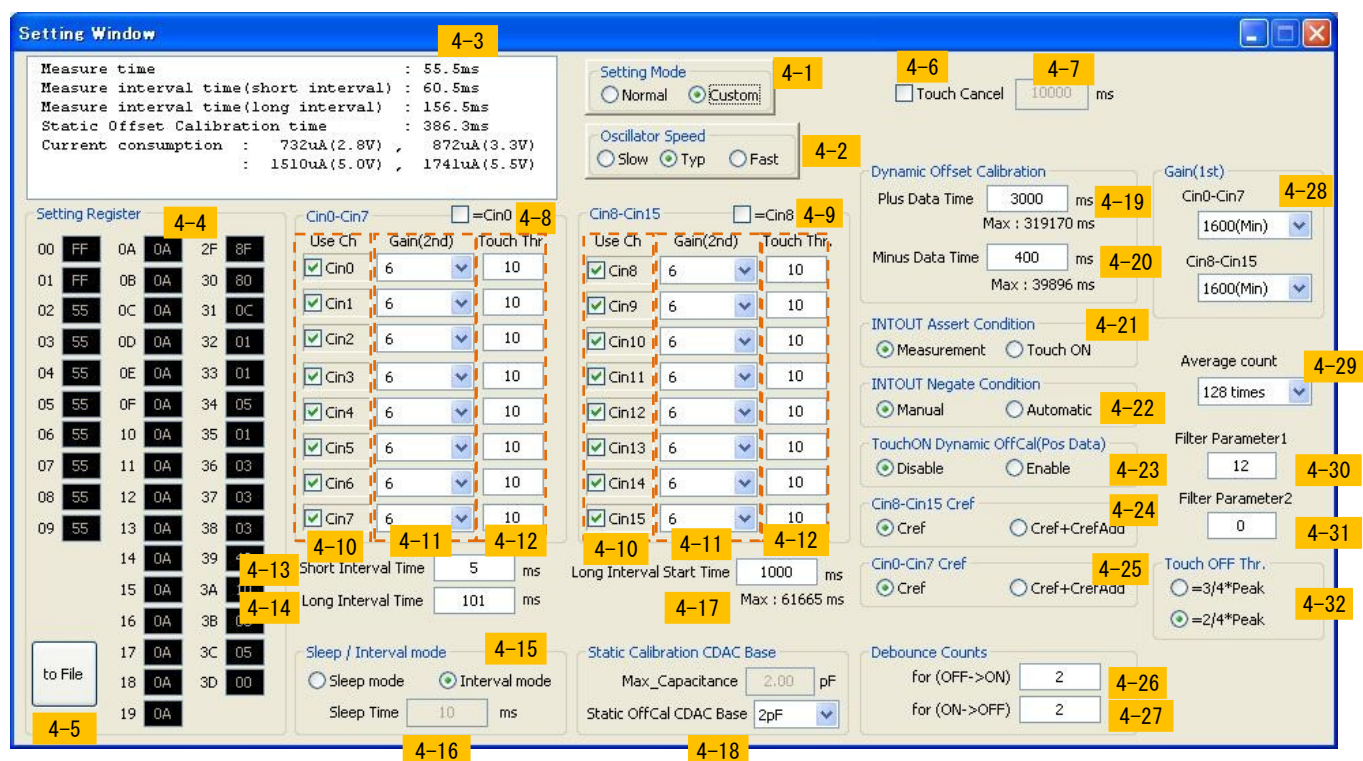 Setting Window
4-3
Measure time : 55.5ms
Measure interval time(short interval) : 60.5ms
Measure interval time(long interval) : 156.5ms
Static Offset Calibration time : 386.3ms
Current consumption : 732uA(2.8V) , 872uA(3.3V)
: 1510uA(5.0V) , 1741uA(5.5V)
Setting Mode 4-1
Normal Custom
Oscillator Speed
Slow Typ Fast 4-2
4-6 4-7
Touch Cancel 10000 ms
Setting Register 4-4
00 FF 0A 0A 2F 8F
01 FF 0B 0A 30 80
02 55 0C 0A 31 0C
03 55 0D 0A 32 01
04 55 0E 0A 33 01
05 55 0F 0A 34 05
06 55 10 0A 35 01
07 55 11 0A 36 03
08 55 12 0A 37 03
09 55 13 0A 38 03
14 0A 39
15 0A 3A
16 0A 3B
17 0A 3C 05
18 0A 3D 00
19 0A
to File
4-5
Cin0-Cin7 =Cin0 4-8
Use Ch Gain(2nd) Touch Thr.
Cin0 6 10
Cin1 6 10
Cin2 6 10
Cin3 6 10
Cin4 6 10
Cin5 6 10
Cin6 6 10
Cin7 6 10
4-10 4-11 4-12
Cin8-Cin15 =Cin8 4-9
Use Ch Gain(2nd) Touch Thr.
Cin8 6 10
Cin9 6 10
Cin10 6 10
Cin11 6 10
Cin12 6 10
Cin13 6 10
Cin14 6 10
Cin15 6 10
4-10 4-11 4-12
4-13 Short Interval Time 5 ms
4-14 Long Interval Time 101 ms
Long Interval Start Time 1000 ms
4-17 Max : 61665 ms
Sleep / Interval mode 4-15
Sleep mode Interval mode
Sleep Time 10 ms
4-16
Static Calibration CDAC Base
Max_Capacitance 2.00 pF
Static OffCal CDAC Base 2pF
4-18
Dynamic Offset Calibration
Plus Data Time 3000 ms 4-19
Max : 319170 ms
Minus Data Time 400 ms 4-20
Max : 39896 ms
INTOUT Assert Condition 4-21
Measurement Touch ON
INTOUT Negate Condition
Manual Automatic 4-22
TouchON Dynamic OffCal(Pos Data)
Disable Enable 4-23
Cin8-Cin15 Cref 4-24
Cref Cref+CrefAdd
Cin0-Cin7 Cref 4-25
Cref Cref+CrefAdd
Debounce Counts
for (OFF->ON) 2 4-26
for (ON->OFF) 2 4-27
Gain(1st)
Cin0-Cin7 4-28
1600(Min)
Cin8-Cin15
1600(Min)
Average count 4-29
128 times
Filter Parameter1
12 4-30
Filter Parameter2
0 4-31
Touch OFF Thr.
=3/4*Peak
4-32
=2/4*Peak